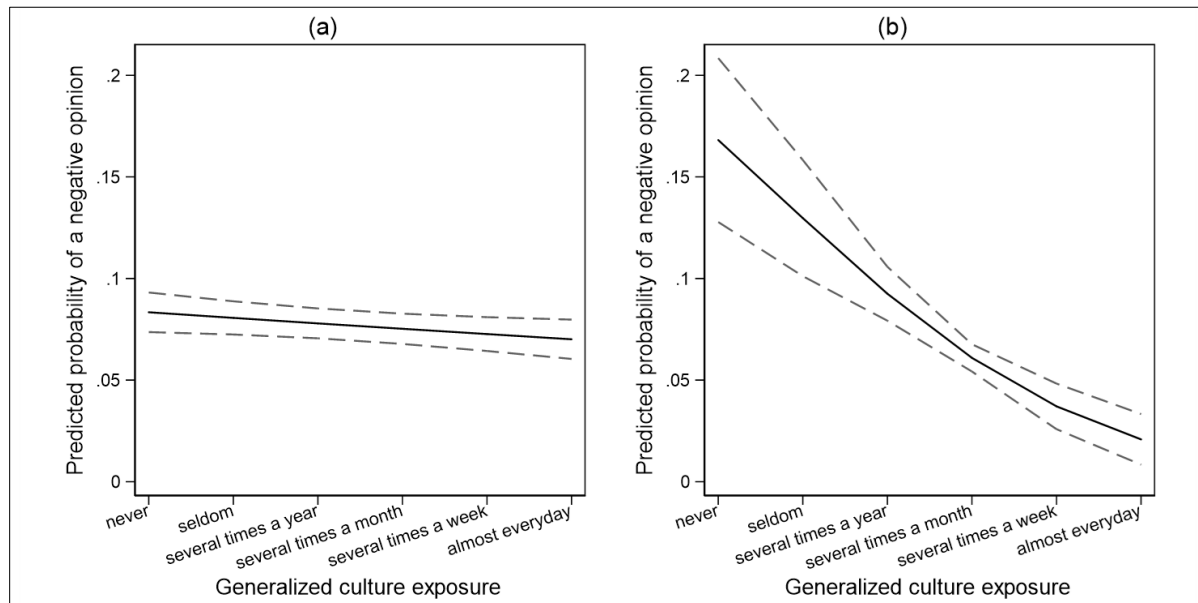 (a)
Predicted probability of a negative opinion
.2
.15
.1
.05
0
never
seldom
several times a year
several times a month
several times a week
almost everyday
Generalized culture exposure
(b)
Predicted probability of a negative opinion
.2
.15
.1
.05
0
never
seldom
several times a year
several times a month
several times a week
almost everyday
Generalized culture exposure